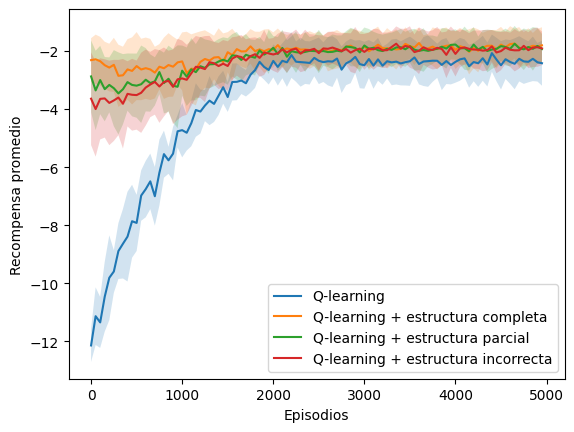 Recompensa promedio
−2
−4
−6
−8
−10
−12
0
1000
2000
3000
4000
5000
Episodios
Q-learning
Q-learning + estructura completa
Q-learning + estructura parcial
Q-learning + estructura incorrecta